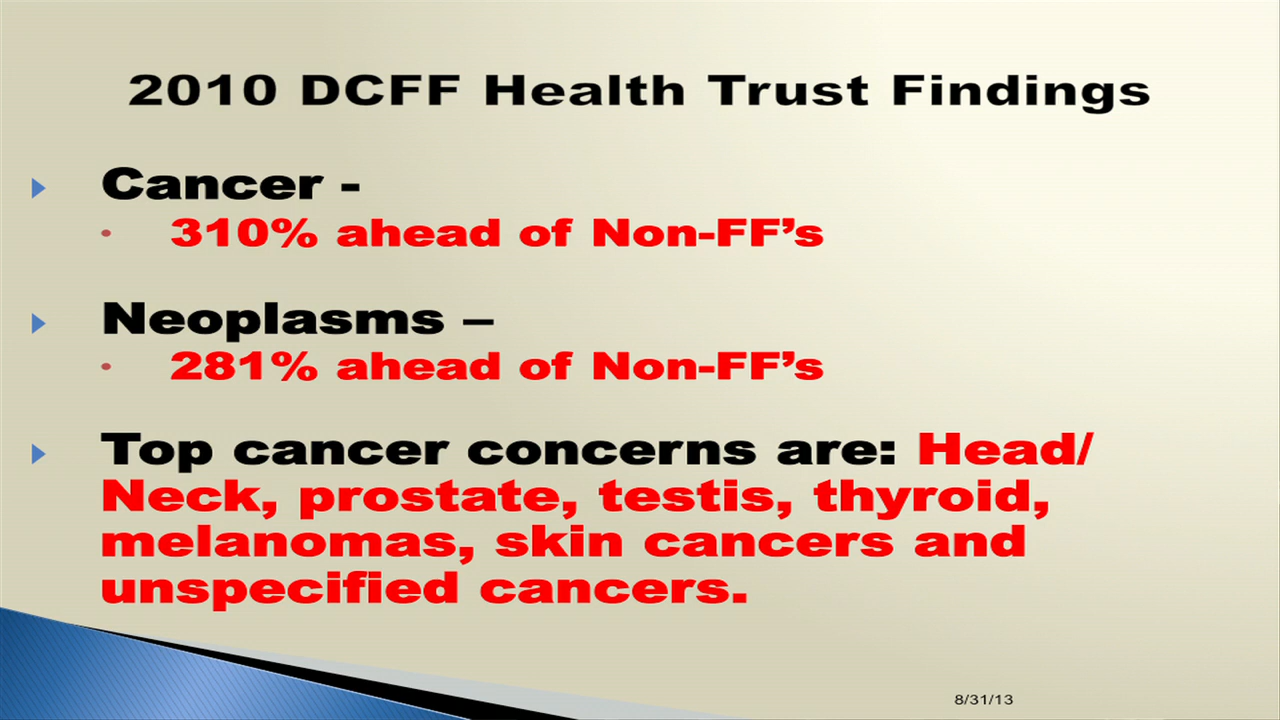 2010 DCFF Health Trust Findings
Cancer -
310% ahead of Non-FF’s
Neoplasms –
281% ahead of Non-FF’s
Top cancer concerns are: Head/
Neck, prostate, testis, thyroid,
melanomas, skin cancers and
unspecified cancers.
8/31/13